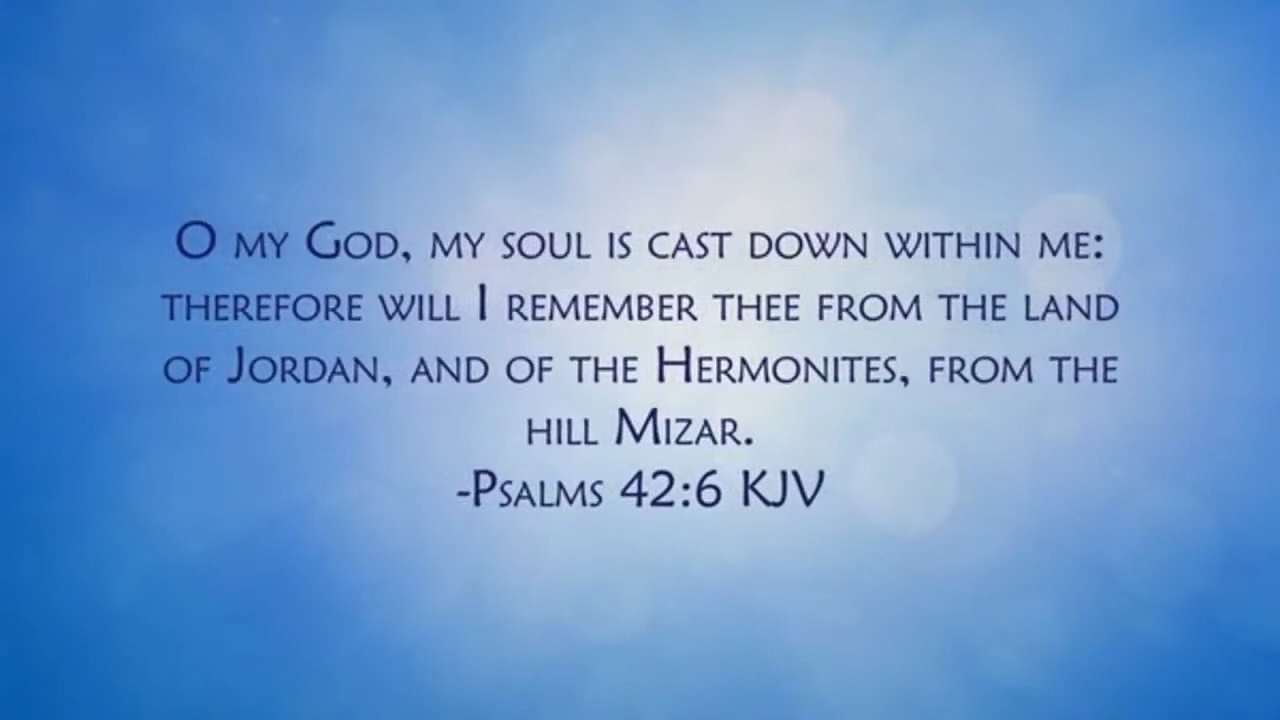 O my God, my soul is cast down within me:
therefore will I remember thee from the land
of Jordan, and of the Hermonites, from the
hill Mizar.
-Psalms 42:6 KJV